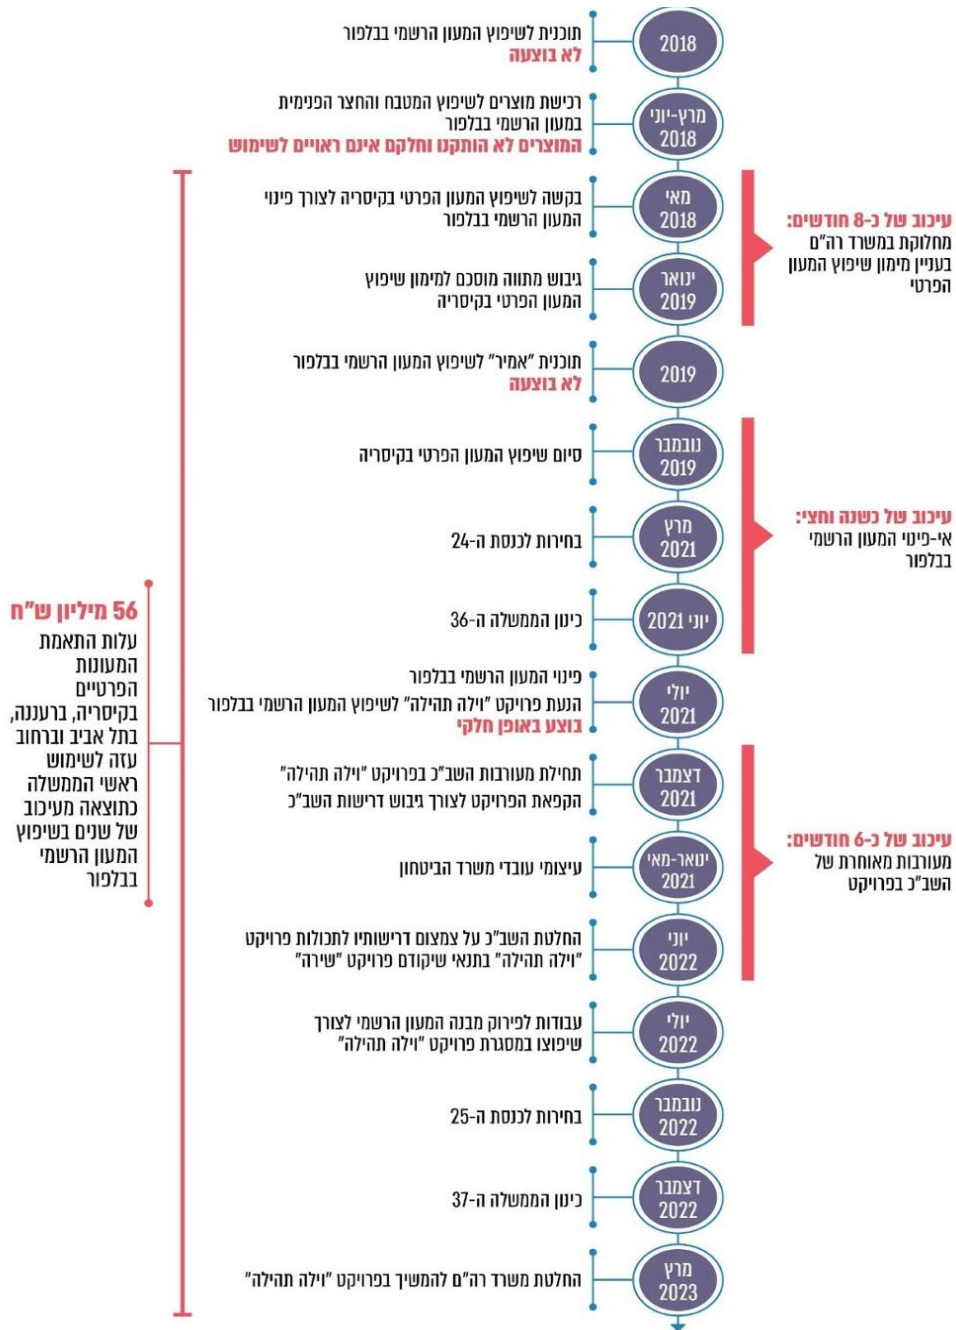 2018
תוכנית לשיפוץ המעון הרשמי בבלפור
לא בוצעה
מרץ-יוני
2018
רכישת מוצרים לשיפוץ המטבח והחצר הפנימית
במעון הרשמי בבלפור
המוצרים לא הותקנו וחלקם אינם ראויים לשימוש
עיכוב של כ-8 חודשים:
מחלוקת במשרד רה"ם
בעניין מימון שיפוץ המעון
הפרטי
מאי
2018
בקשה לשיפוץ המעון הפרטי בקיסריה לצורך פינוי
המעון הרשמי בבלפור
ינואר
2019
גיבוש מתווה מוסכם למימון שיפוץ
המעון הפרטי בקיסריה
2019
תוכנית "אמיר" לשיפוץ המעון הרשמי בבלפור
לא בוצעה
עיכוב של כשנה וחצי:
אי-פינוי המעון הרשמי
בבלפור
נובמבר
2019
סיום שיפוץ המעון הפרטי בקיסריה
מרץ
2021
בחירות לכנסת ה-24
יוני 2021
כינון הממשלה ה-36
יולי
2021
פינוי המעון הרשמי בבלפור
הנעת פרויקט "וילה תהילה" לשיפוץ המעון הרשמי בבלפור
בוצע באופן חלקי
עיכוב של כ-6 חודשים:
מעורבות מאוחרת של
השב"כ בפרויקט
דצמבר
2021
תחילת מעורבות השב"כ בפרויקט "וילה תהילה"
הקפאת הפרויקט לצורך גיבוש דרישות השב"כ
ינואר-מאי
2021
עיצומי עובדי משרד הביטחון
יוני
2022
החלטת השב"כ על צמצום דרישותיו לתכולות פרויקט
"וילה תהילה" בתנאי שיקודם פרויקט "שירה"
יולי
2022
עבודות לפירוק מבנה המעון הרשמי לצורך
שיפוצו במסגרת פרויקט "וילה תהילה"
נובמבר
2022
בחירות לכנסת ה-25
דצמבר
2022
כינון הממשלה ה-37
מרץ
2023
החלטת משרד רה"ם להמשיך בפרויקט "וילה תהילה"
56 מיליון ש"ח
עלות התאמת
המעונות
הפרטיים
בקיסריה, ברעננה,
בתל אביב וברחוב
עזה לשימוש
ראשי הממשלה
כתוצאה מעיכוב
של שנים בשיפוץ
המעון הרשמי
בבלפור